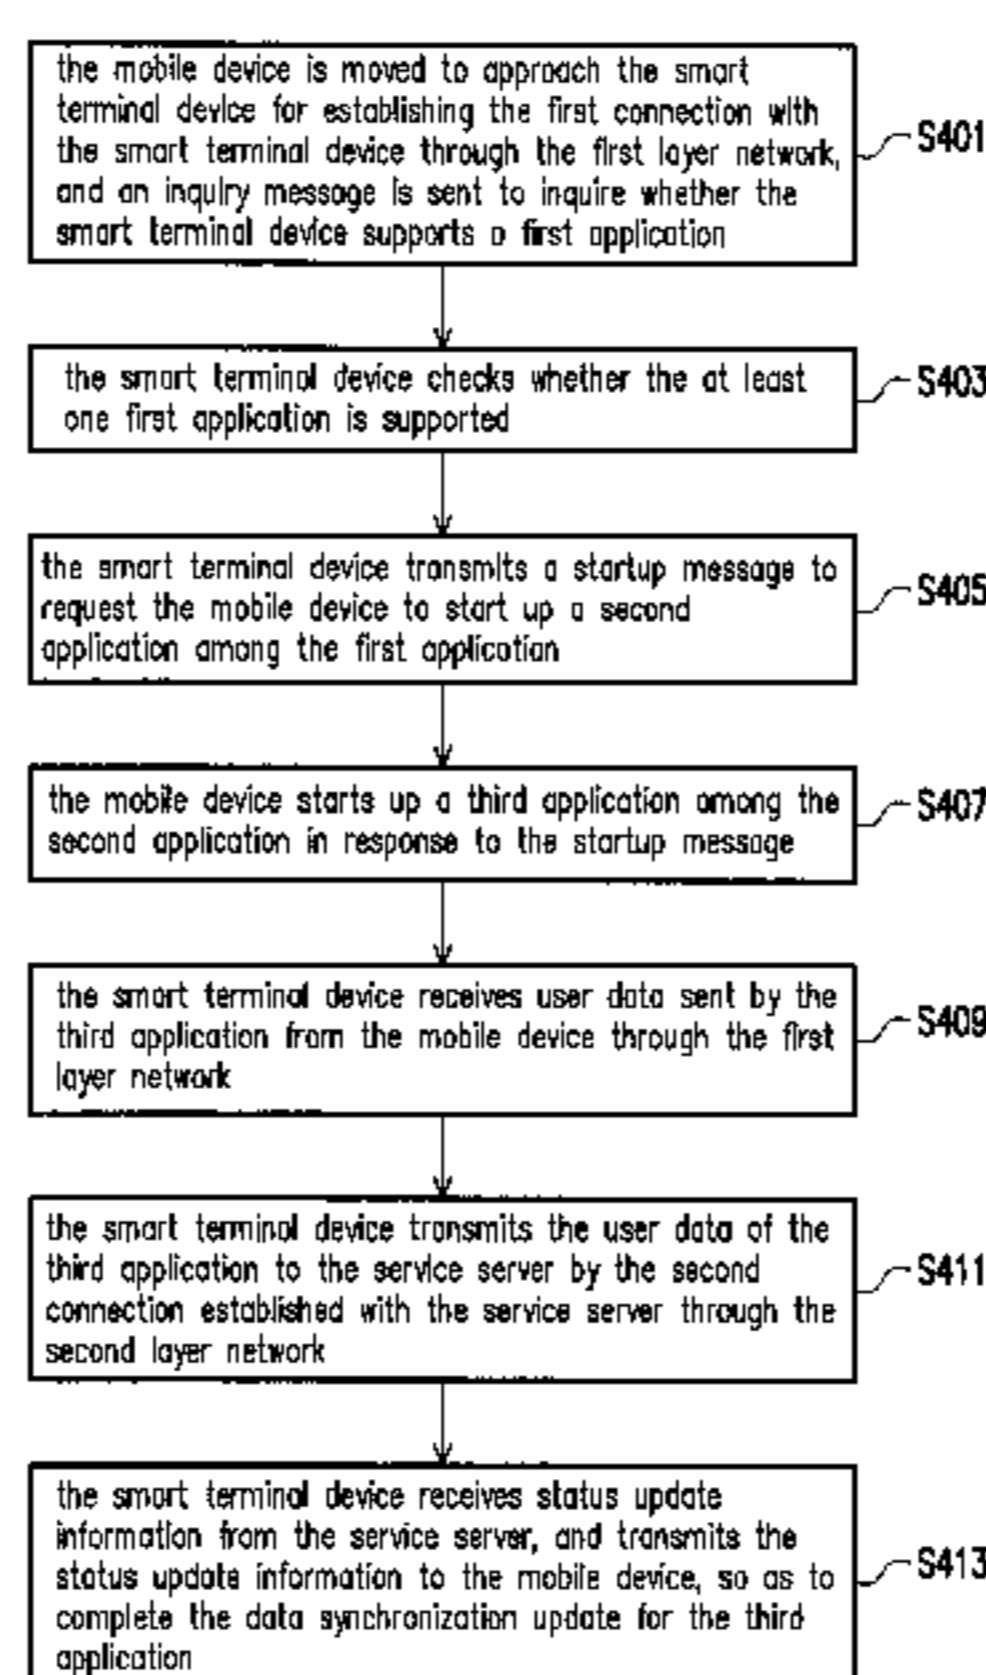 the mobile device is moved to approach the smart
terminal device for establishing the first connection with
the smart terminal device through the first layer network,
and an inquiry message is sent to inquire whether the
smart terminal device supports a first application
S401
the smart terminal device checks whether the at least
one first application is supported
S403
the smart terminal device transmits a startup message to
request the mobile device to start up a second
application among the first application
S405
the mobile device starts up a third application among the
second application in response to the startup message
S407
the smart terminal device receives user data sent by the
third application from the mobile device through the first
layer network
S409
the smart terminal device transmits the user data of the
third application to the service server by the second
connection established with the service server through the
second layer network
S411
the smart terminal device receives status update
information from the service server, and transmits the
status update information to the mobile device, so as to
complete the data synchronization update for the third
application
S413